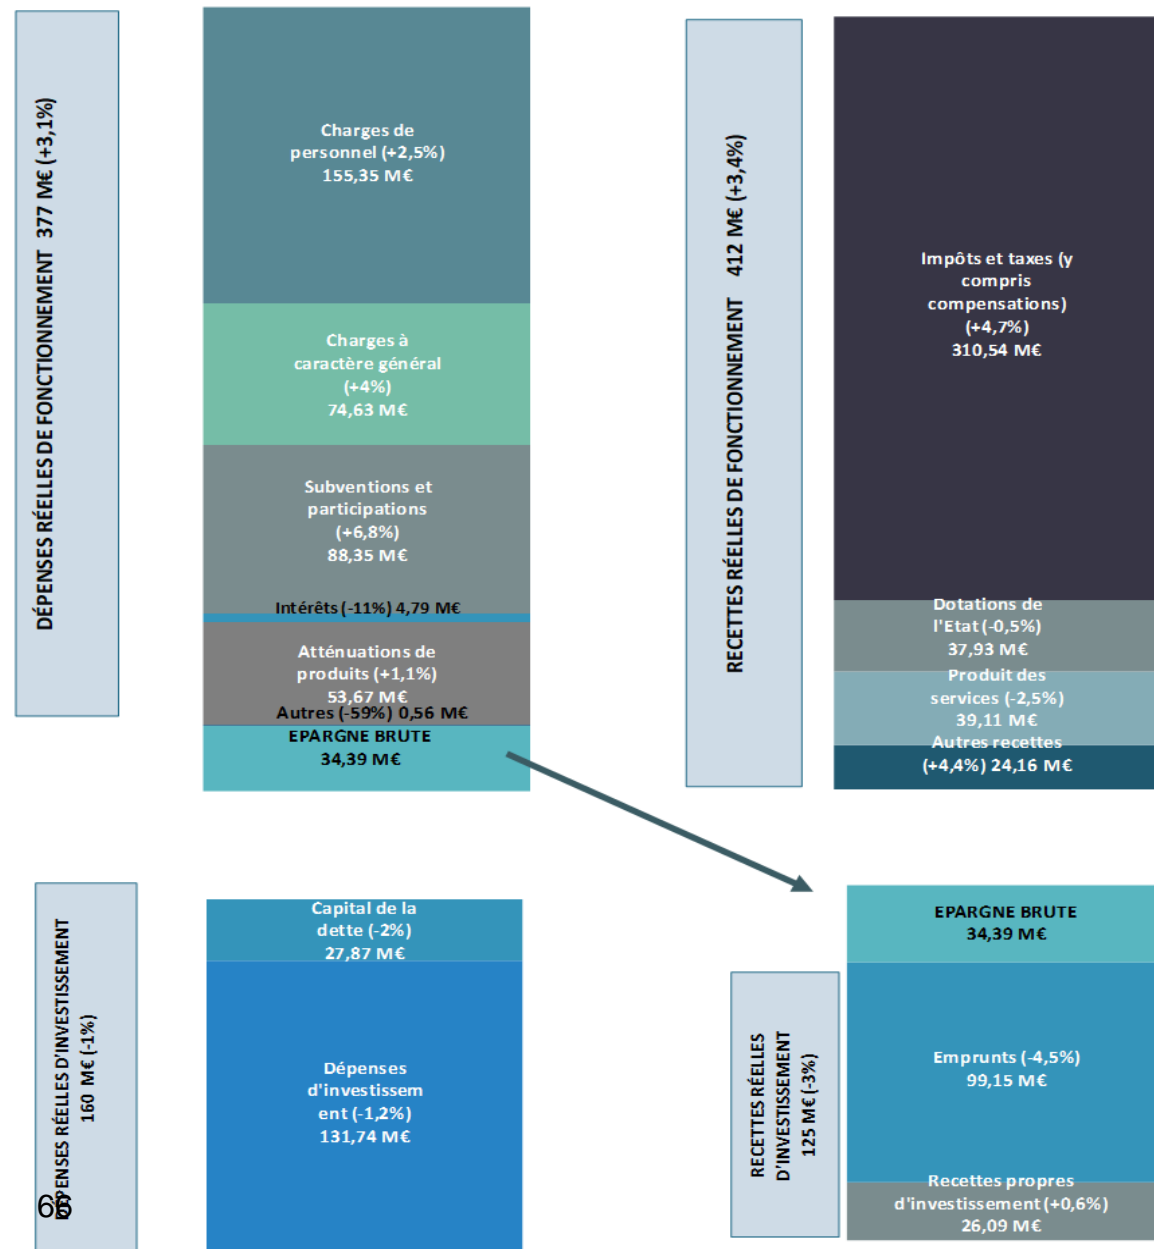 DÉPENSES RÉELLES DE FONCTIONNEMENT 377 M€ (+3,1%)
Charges de
personnel (+2,5%)
155,35 M€
Charges à
caractère général
(+4%)
74,63 M€
Subventions et
participations
(+6,8%)
88,35 M€
Intérêts (-11%) 4,79 M€
Atténuations de
produits (+1,1%)
53,67 M€
Autres (-59%) 0,56 M€
EPARGNE BRUTE
34,39 M€
RECETTES RÉELLES DE FONCTIONNEMENT 412 M€ (+3,4%)
Impôts et taxes (y
compris
compensations)
(+4,7%)
310,54 M€
Dotations de
l'Etat (-0,5%)
37,93 M€
Produit des
services (-2,5%)
39,11 M€
Autres recettes
(+4,4%) 24,16 M€
DÉPENSES RÉELLES D'INVESTISSEMENT
160 M€ (-1%)
Capital de la
dette (-2%)
27,87 M€
Dépenses
d'investissem
ent (-1,2%)
131,74 M€
RECETTES RÉELLES
D'INVESTISSEMENT
125 M€ (-3%)
EPARGNE BRUTE
34,39 M€
Emprunts (-4,5%)
99,15 M€
Recettes propres
d'investissement (+0,6%)
26,09 M€
66